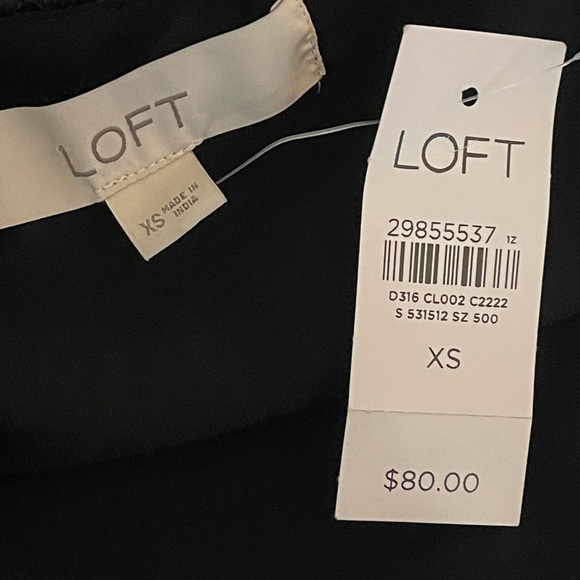 LOFT
XS MADE IN
INDIA
LOFT
29855537 1Z
D316 CL002 C2222
S 531512 SZ 500
XS
$80.00